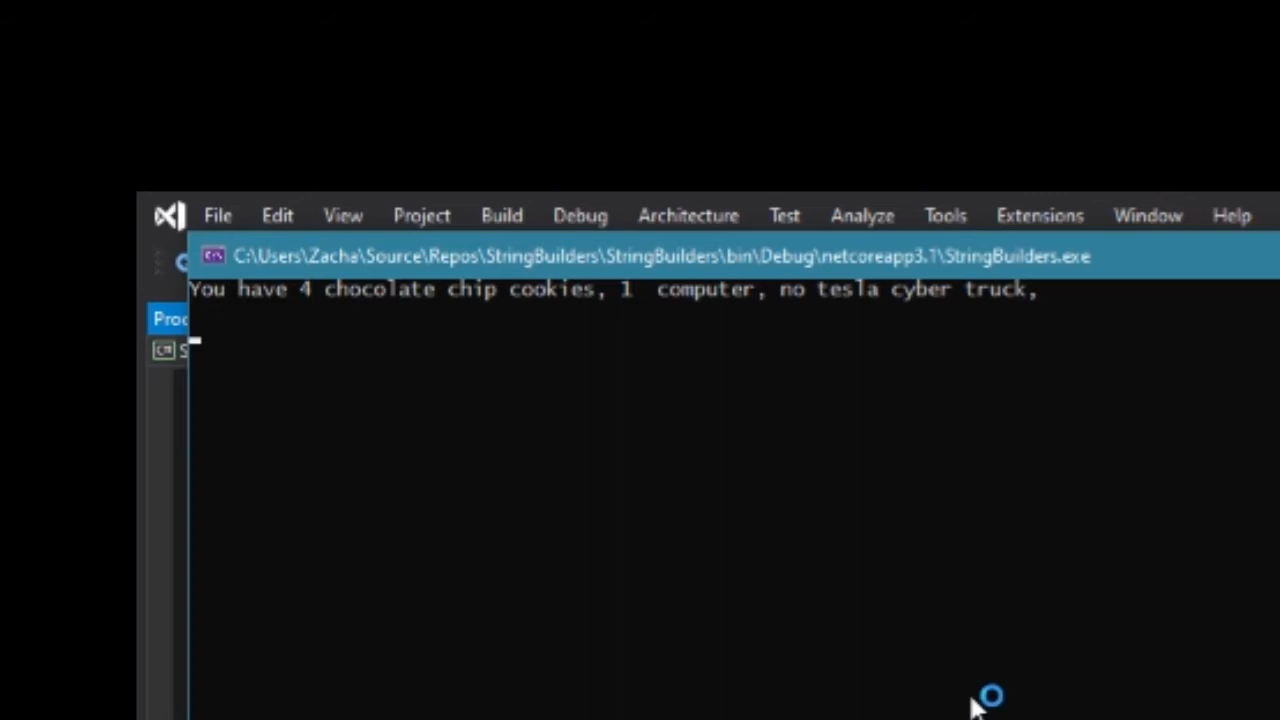 File Edit View Project Build Debug Architecture Test Analyze Tools Extensions Window Help
C:\Users\Zacha\Source\Repos\StringBuilders\StringBuilders\bin\Debug\netcoreapp3.1\StringBuilders.exe
You have 4 chocolate chip cookies, 1  computer, no tesla cyber truck,
Proc
C# S